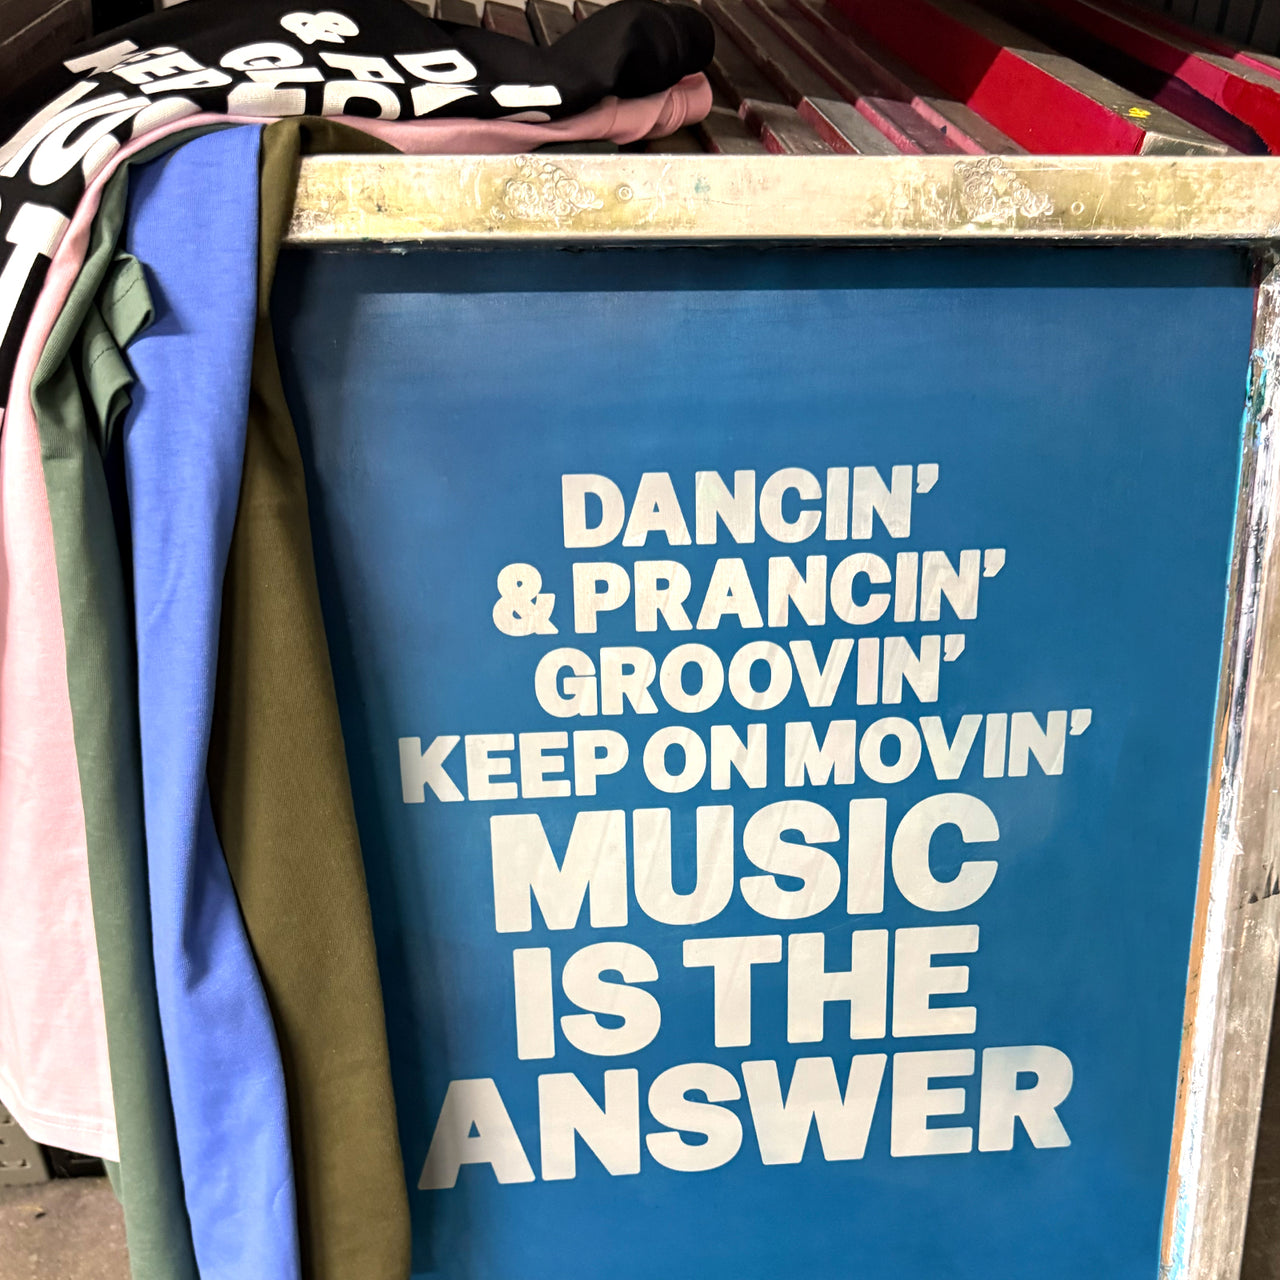 DANCIN’
& PRANCIN’
GROOVIN’
KEEP ON MOVIN’
MUSIC
IS THE
ANSWER